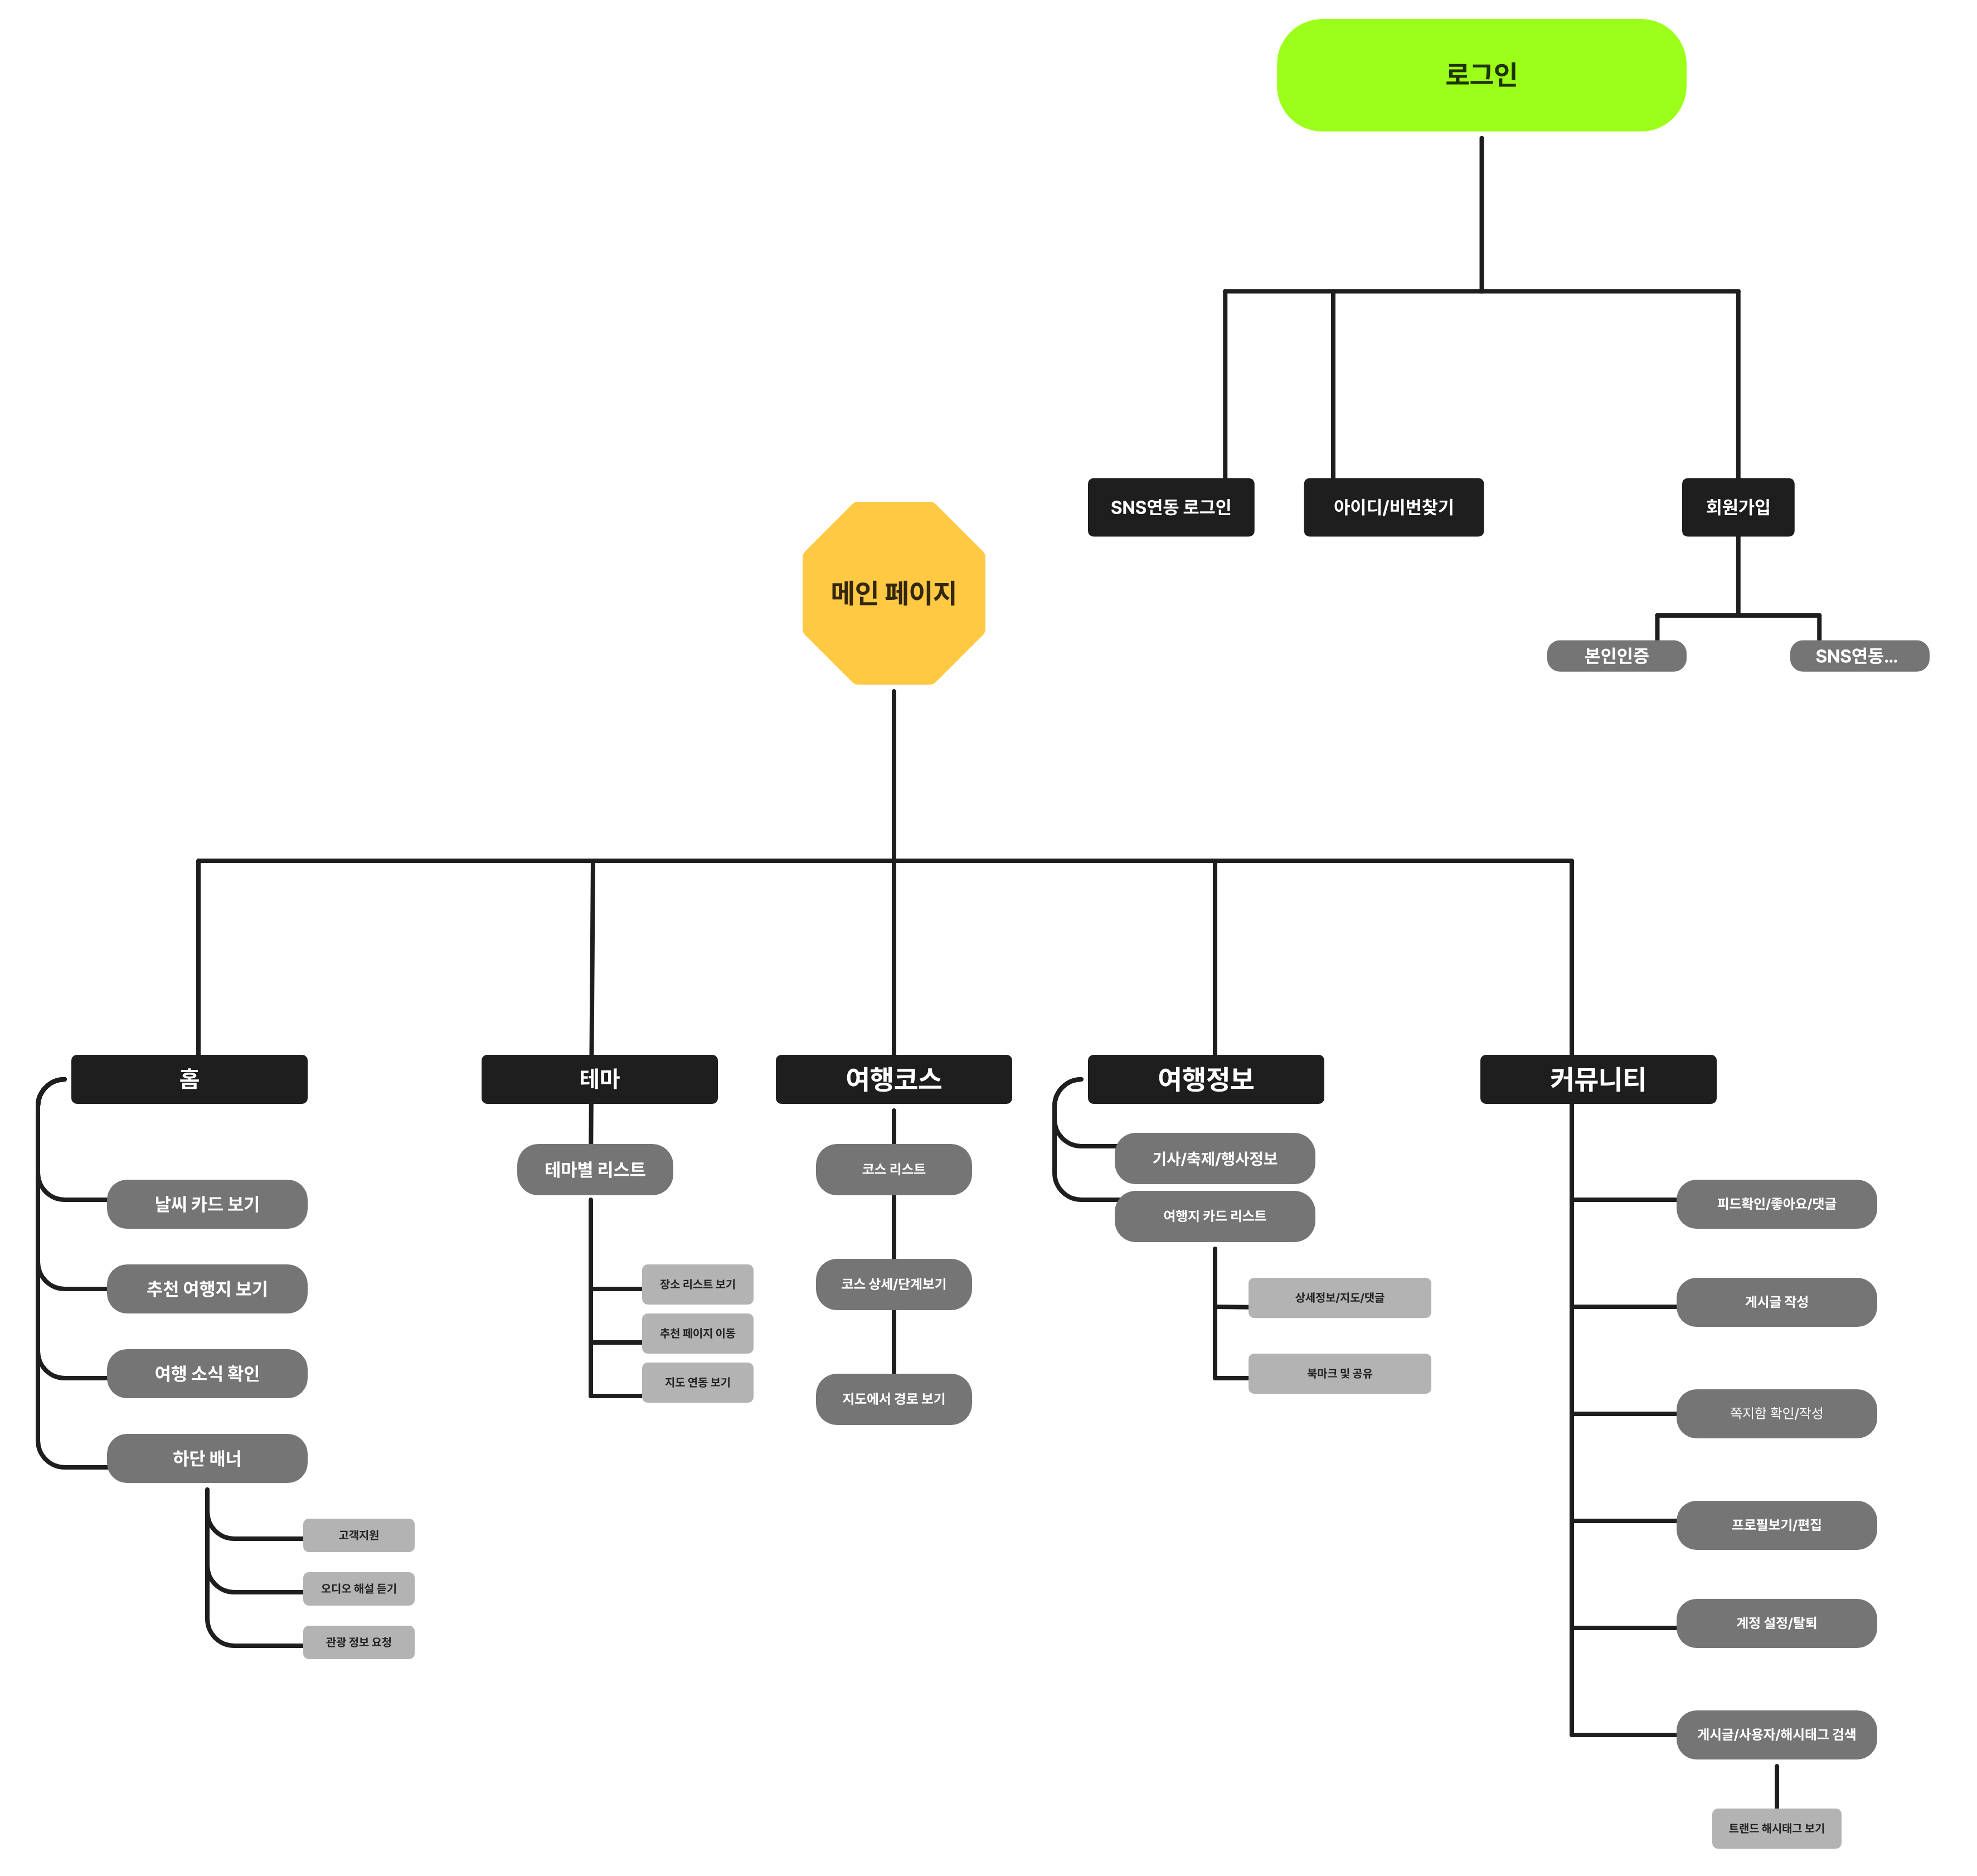 로그인
SNS연동 로그인
아이디/비번찾기
회원가입
본인인증
SNS연동...
메인 페이지
홈
날씨 카드 보기
추천 여행지 보기
여행 소식 확인
하단 배너
고객지원
오디오 해설 듣기
관광 정보 요청
테마
테마별 리스트
장소 리스트 보기
추천 페이지 이동
지도 연동 보기
여행코스
코스 리스트
코스 상세/단계보기
지도에서 경로 보기
여행정보
기사/축제/행사정보
여행지 카드 리스트
상세정보/지도/댓글
북마크 및 공유
커뮤니티
피드확인/좋아요/댓글
게시글 작성
쪽지함 확인/작성
프로필보기/편집
계정 설정/탈퇴
게시글/사용자/해시태그 검색
트랜드 해시태그 보기